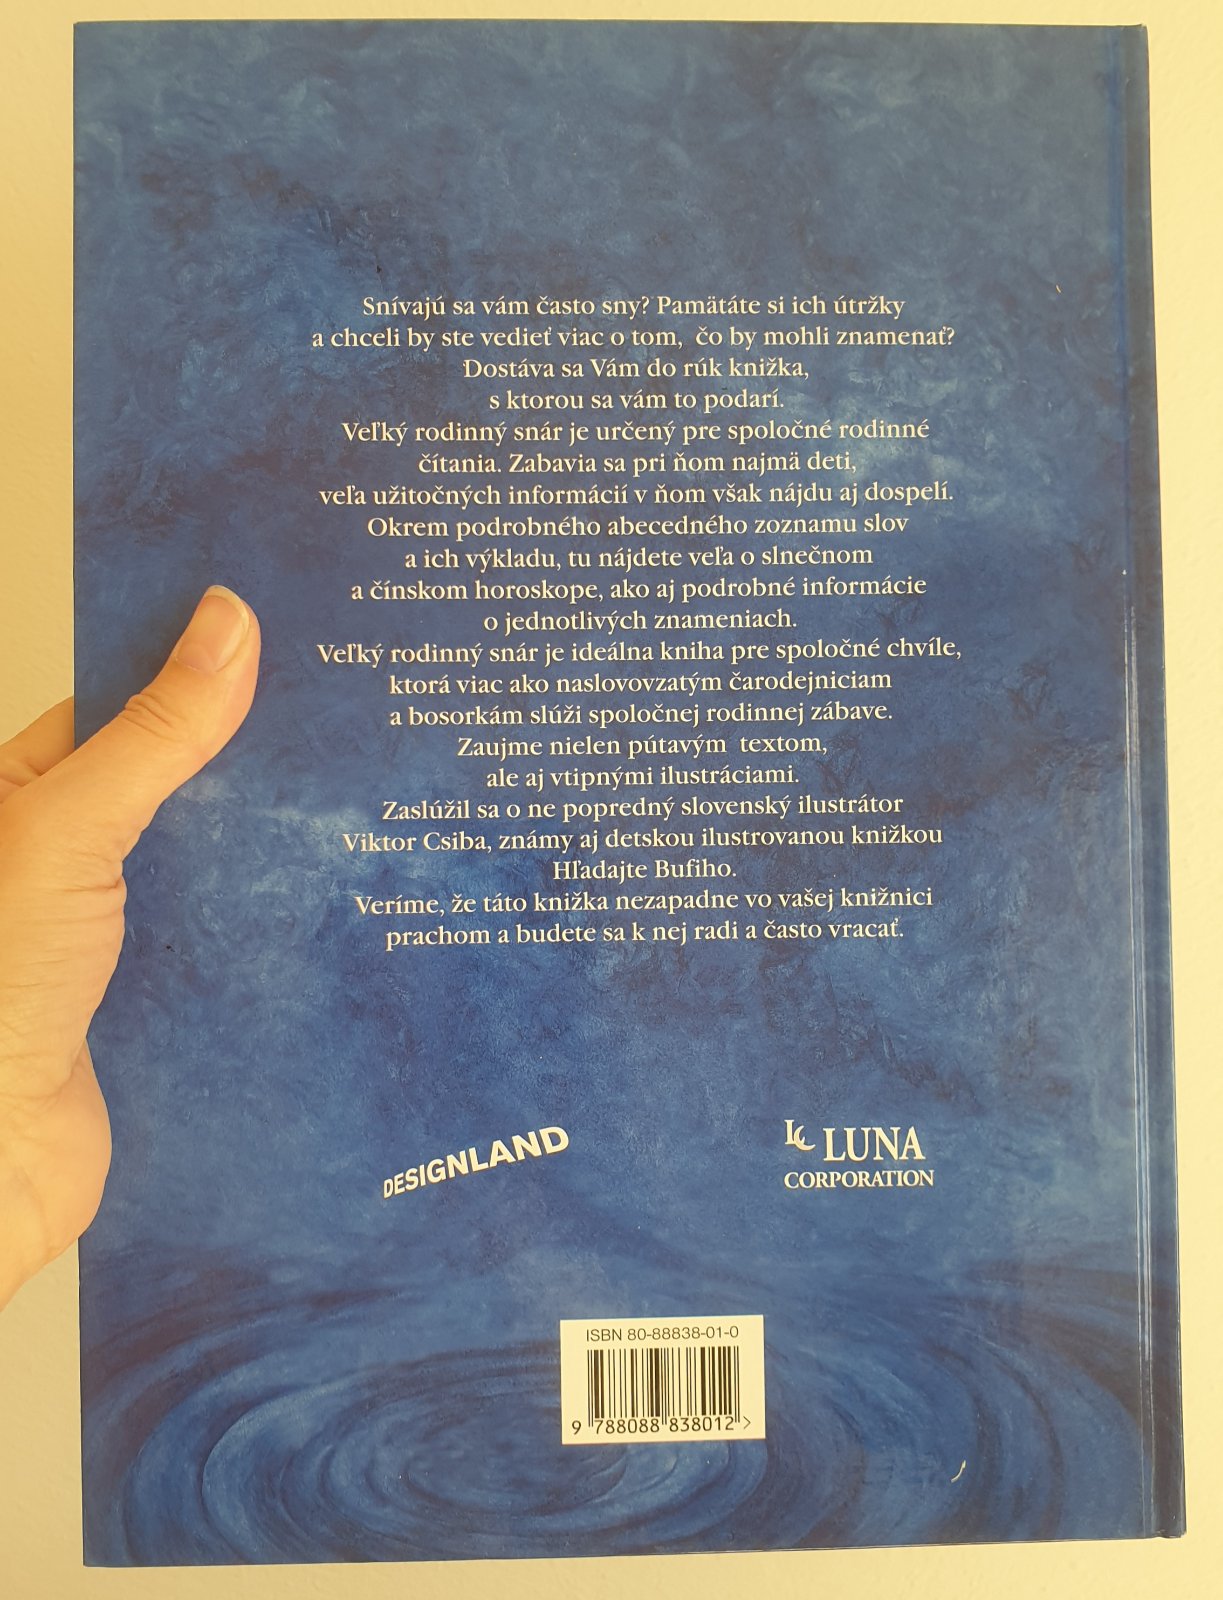 Snívajú sa vám často sny? Pamätáte si ich útržky
a chceli by ste vedieť viac o tom, čo by mohli znamenať?
Dostáva sa Vám do rúk knižka,
s ktorou sa vám to podarí.
Veľký rodinný snár je určený pre spoločné rodinné
čítania. Zabavia sa pri ňom najmä deti,
veľa užitočných informácií v ňom však nájdu aj dospelí.
Okrem podrobného abecedného zoznamu slov
a ich výkladu, tu nájdete veľa o slnečnom
a čínskom horoskope, ako aj podrobné informácie
o jednotlivých znameniach.
Veľký rodinný snár je ideálna kniha pre spoločné chvíle,
ktorá viac ako naslovovzatým čarodejniciam
a bosorkám slúži spoločnej rodinnej zábave.
Zaujme nielen pútavým textom,
ale aj vtipnými ilustráciami.
Zaslúžil sa o ne popredný slovenský ilustrátor
Viktor Csiba, známy aj detskou ilustrovanou knižkou
Hľadajte Bufiho.
Veríme, že táto knižka nezapadne vo vašej knižnici
prachom a budete sa k nej radi a často vracať.
DESIGNLAND
LC LUNA
CORPORATION
ISBN 80-88838-01-0
9 788088 838012 >